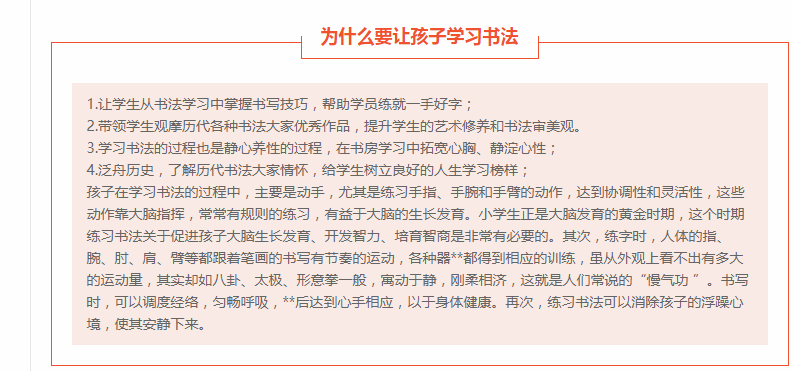 为什么要让孩子学习书法
1.让学生从书法学习中掌握书写技巧，帮助学员练就一手好字；
2.带领学生观摩历代各种书法大家优秀作品，提升学生的艺术修养和书法审美观。
3.学习书法的过程也是静心养性的过程，在书房学习中拓宽心胸、静淀心性；
4.泛舟历史，了解历代书法大家情怀，给学生树立良好的人生学习榜样；
孩子在学习书法的过程中，主要是动手，尤其是练习手指、手腕和手臂的动作，达到协调性和灵活性，这些
动作靠大脑指挥，常常有规则的练习，有益于大脑的生长发育。小学生正是大脑发育的黄金时期，这个时期
练习书法关于促进孩子大脑生长发育、开发智力、培育智商是非常有必要的。其次，练字时，人体的指、
腕、肘、肩、臂等都跟着笔画的书写有节奏的运动，各种器**都得到相应的训练，虽从外观上看不出有多大
的运动量，其实却如八卦、太极、形意拳一般，寓动于静，刚柔相济，这就是人们常说的“慢气功 ”。书写
时，可以调度经络，匀畅呼吸，**后达到心手相应，以于身体健康。再次，练习书法可以消除孩子的浮躁心
境，使其安静下来。